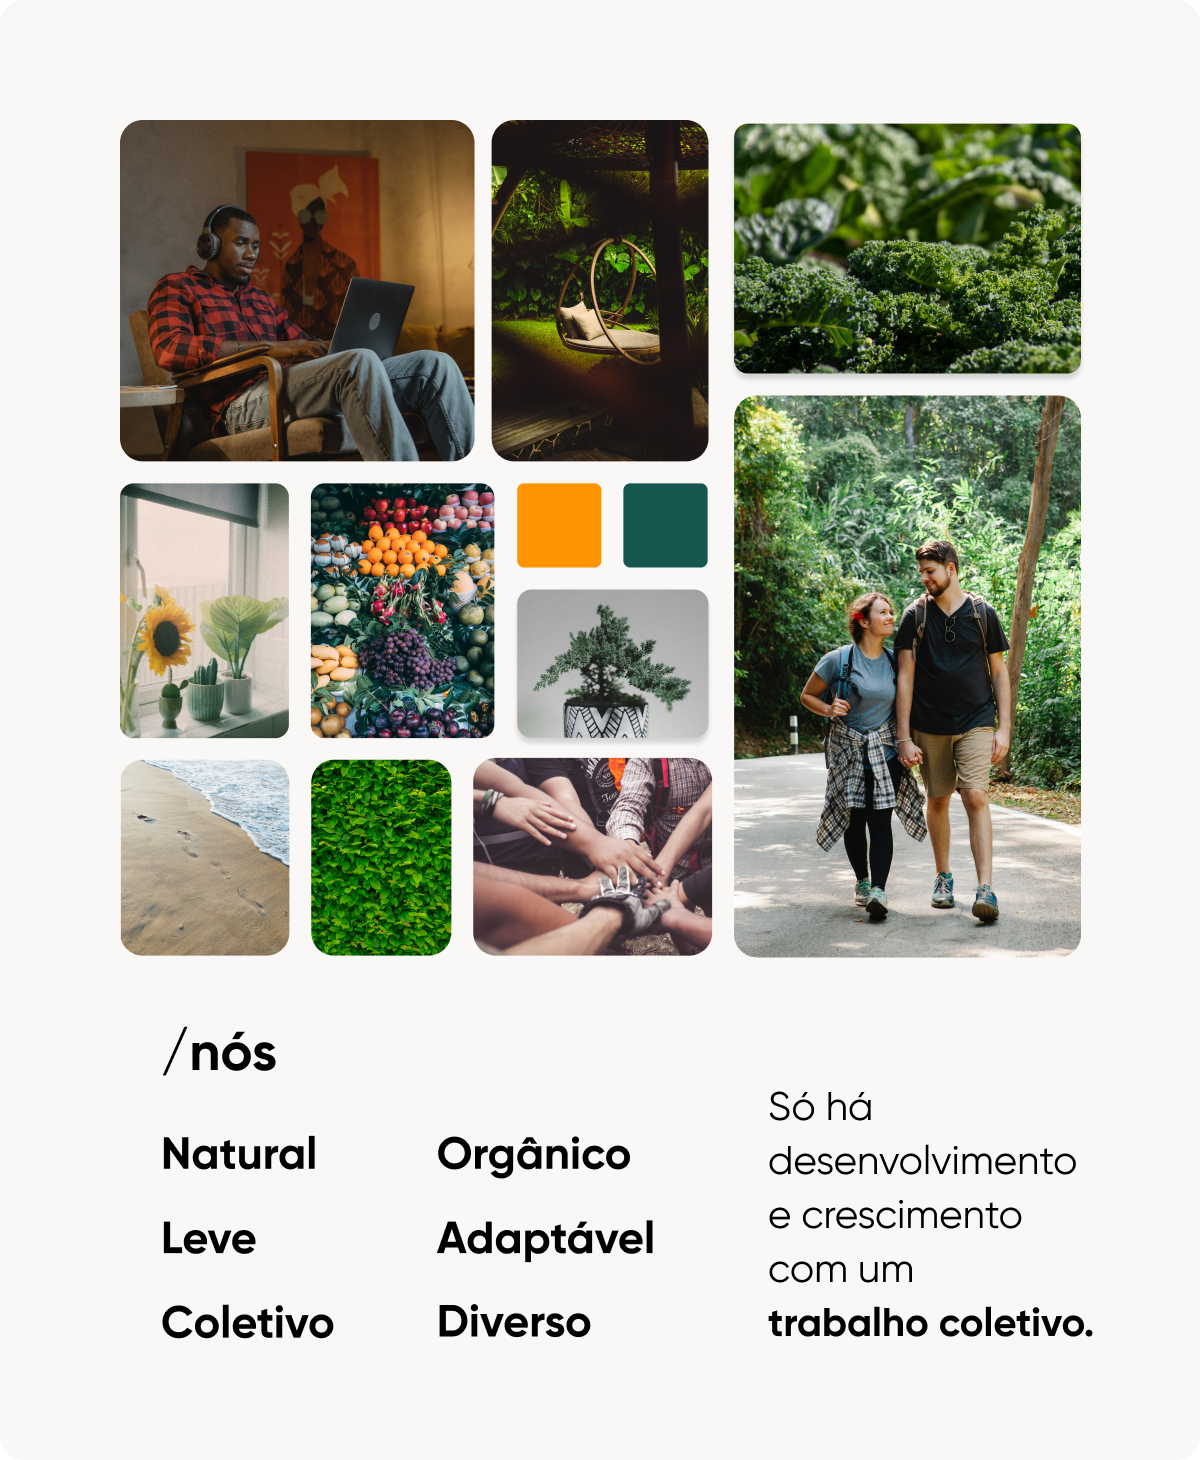 /nós
Natural
Orgânico
Leve
Adaptável
Coletivo
Diverso
Só há
desenvolvimento
e crescimento
com um
trabalho coletivo.